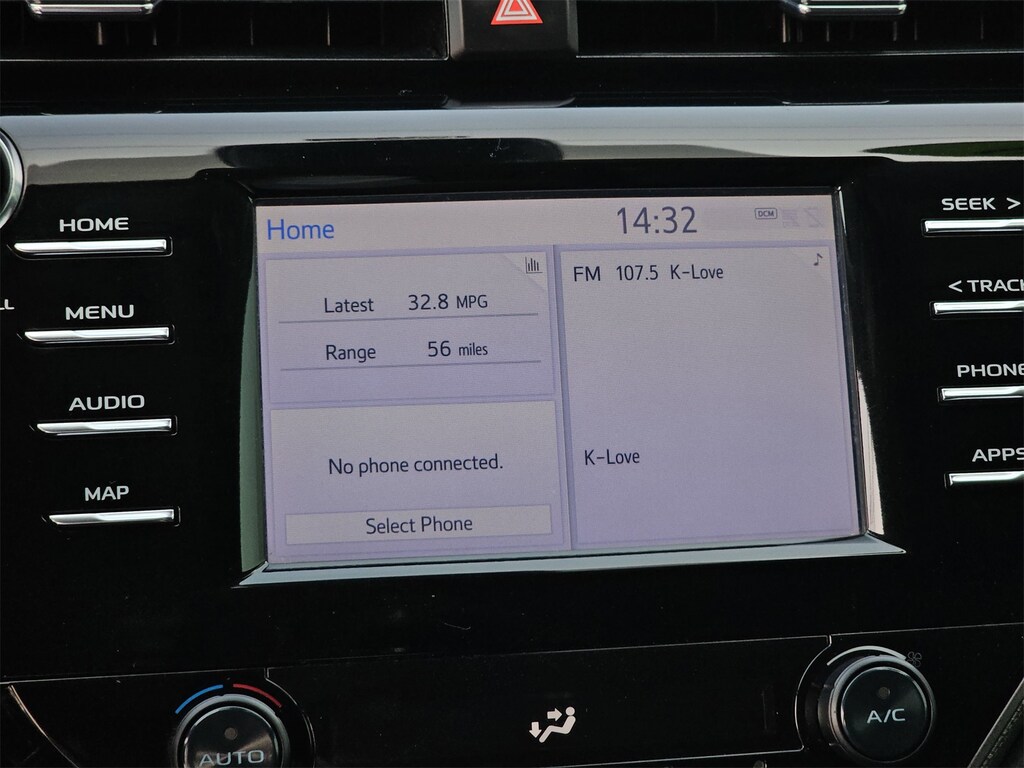 HOME
MENU
AUDIO
MAP
Home
14:32
DCM
Latest 32.8 MPG
Range 56 miles
No phone connected.
Select Phone
FM 107.5 K-Love
K-Love
SEEK >
< TRACK
PHONE
APPS
AUTO
A/C